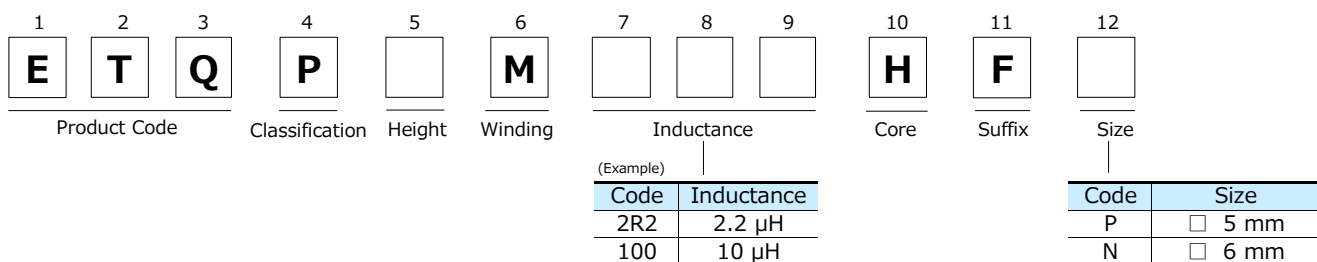 1 2 3 4 5 6 7 8 9 10 11 12
E T Q P M H F
Product Code Classification Height Winding Inductance Core Suffix Size
(Example)
Code Inductance Code Size
2R2 2.2 μH P □ 5 mm
100 10 μH N □ 6 mm